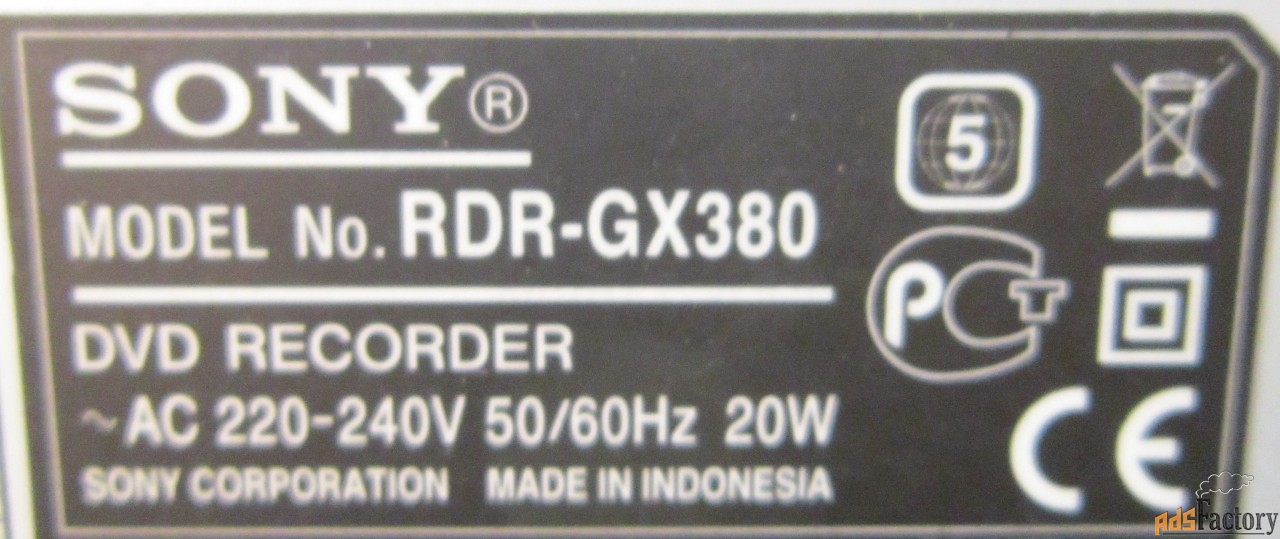 SONY®
MODEL No. RDR-GX380
DVD RECORDER
~AC 220-240V 50/60Hz 20W
SONY CORPORATION MADE IN INDONESIA
5
PCT
CE
AdsFactory